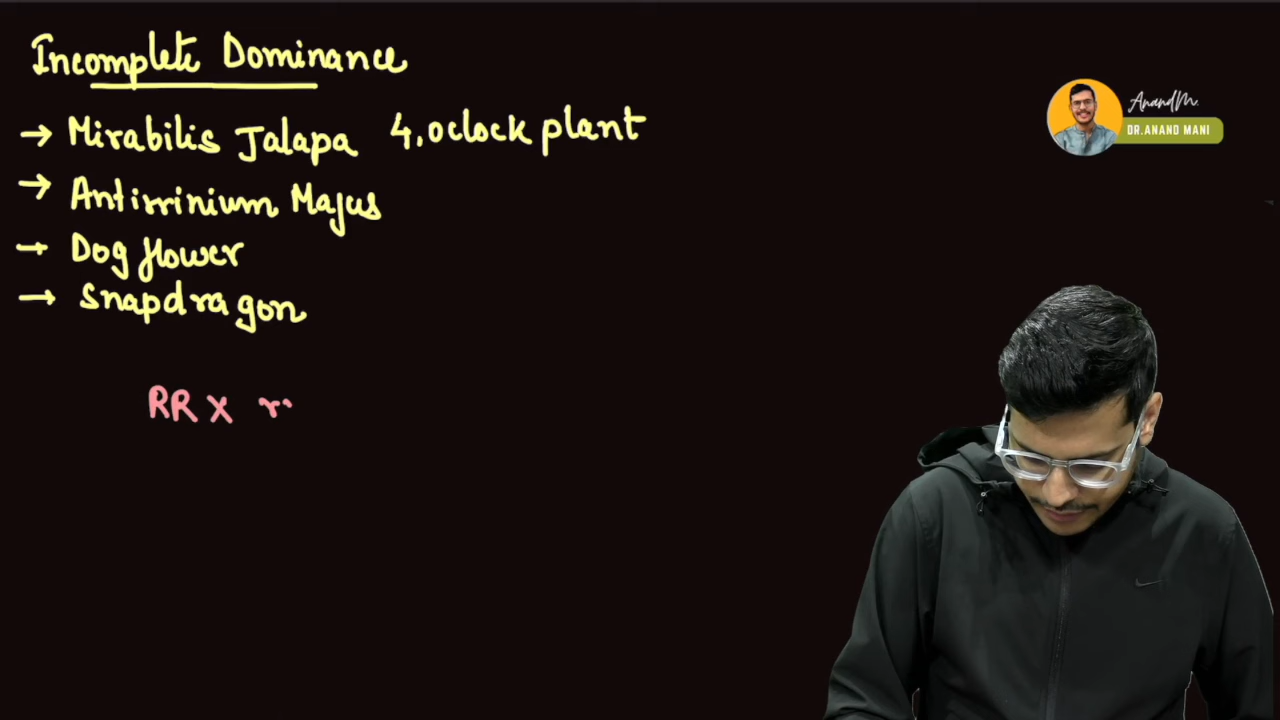 Incomplete Dominance
→ Mirabilis Jalapa 4.oclock plant
→ Antirrinium Majus
→ Dog flower
→ Snapdragon
RR X r
AnandM.
DR.ANAND MANI